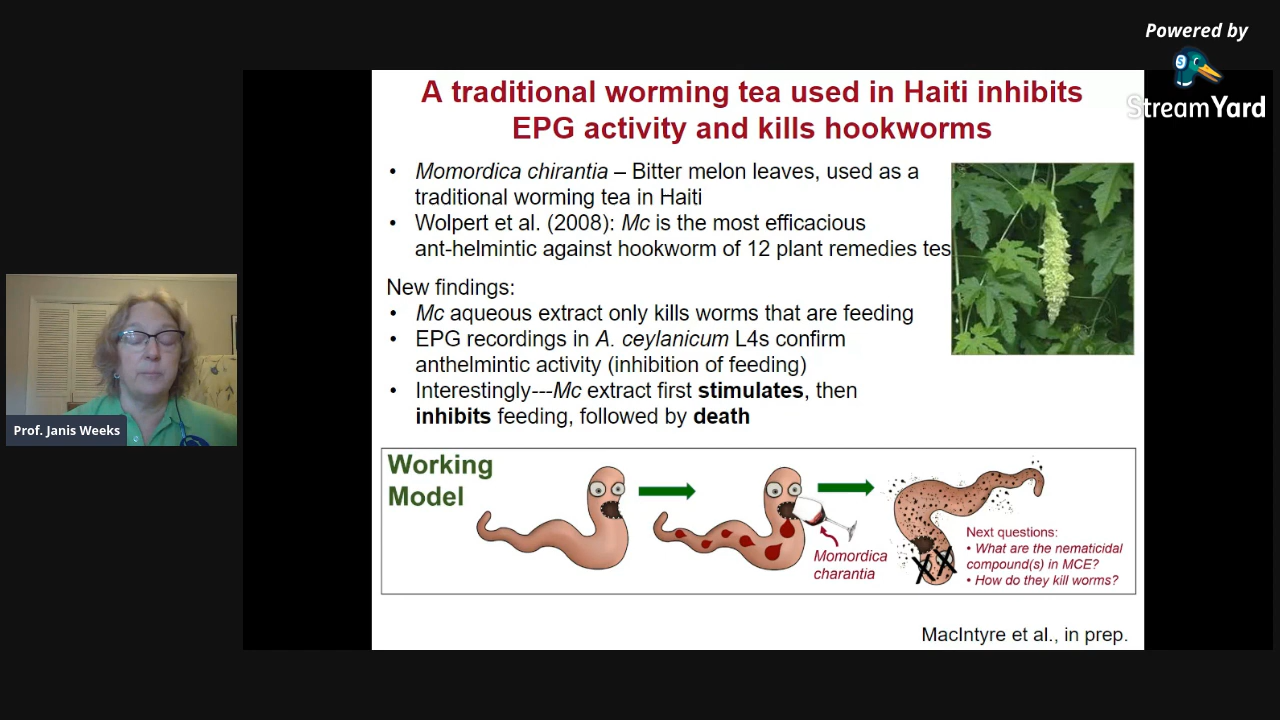 Powered by
StreamYard
A traditional worming tea used in Haiti inhibits
EPG activity and kills hookworms
• Momordica chirantia – Bitter melon leaves, used as a
traditional worming tea in Haiti
• Wolpert et al. (2008): Mc is the most efficacious
ant-helmintic against hookworm of 12 plant remedies tes
New findings:
• Mc aqueous extract only kills worms that are feeding
• EPG recordings in A. ceylanicum L4s confirm
anthelmintic activity (inhibition of feeding)
• Interestingly---Mc extract first stimulates, then
inhibits feeding, followed by death
Prof. Janis Weeks
Working
Model
Momordica
charantia
Next questions:
• What are the nematicidal
compound(s) in MCE?
• How do they kill worms?
MacIntyre et al., in prep.